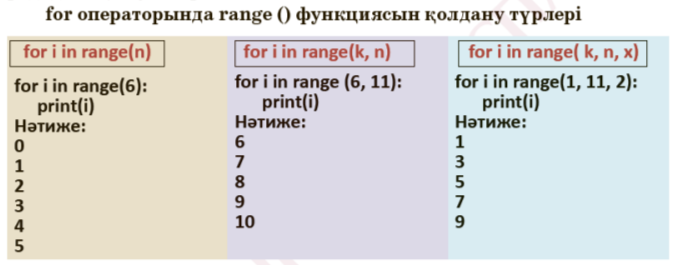 for операторында range () функциясын қолдану түрлері
for i in range(n)
for i in range(6):
print(i)
Нәтиже:
0
1
2
3
4
5
for i in range(k, n)
for i in range (6, 11):
print(i)
Нәтиже:
6
7
8
9
10
for i in range( k, n, x)
for i in range(1, 11, 2):
print(i)
Нәтиже:
1
3
5
7
9